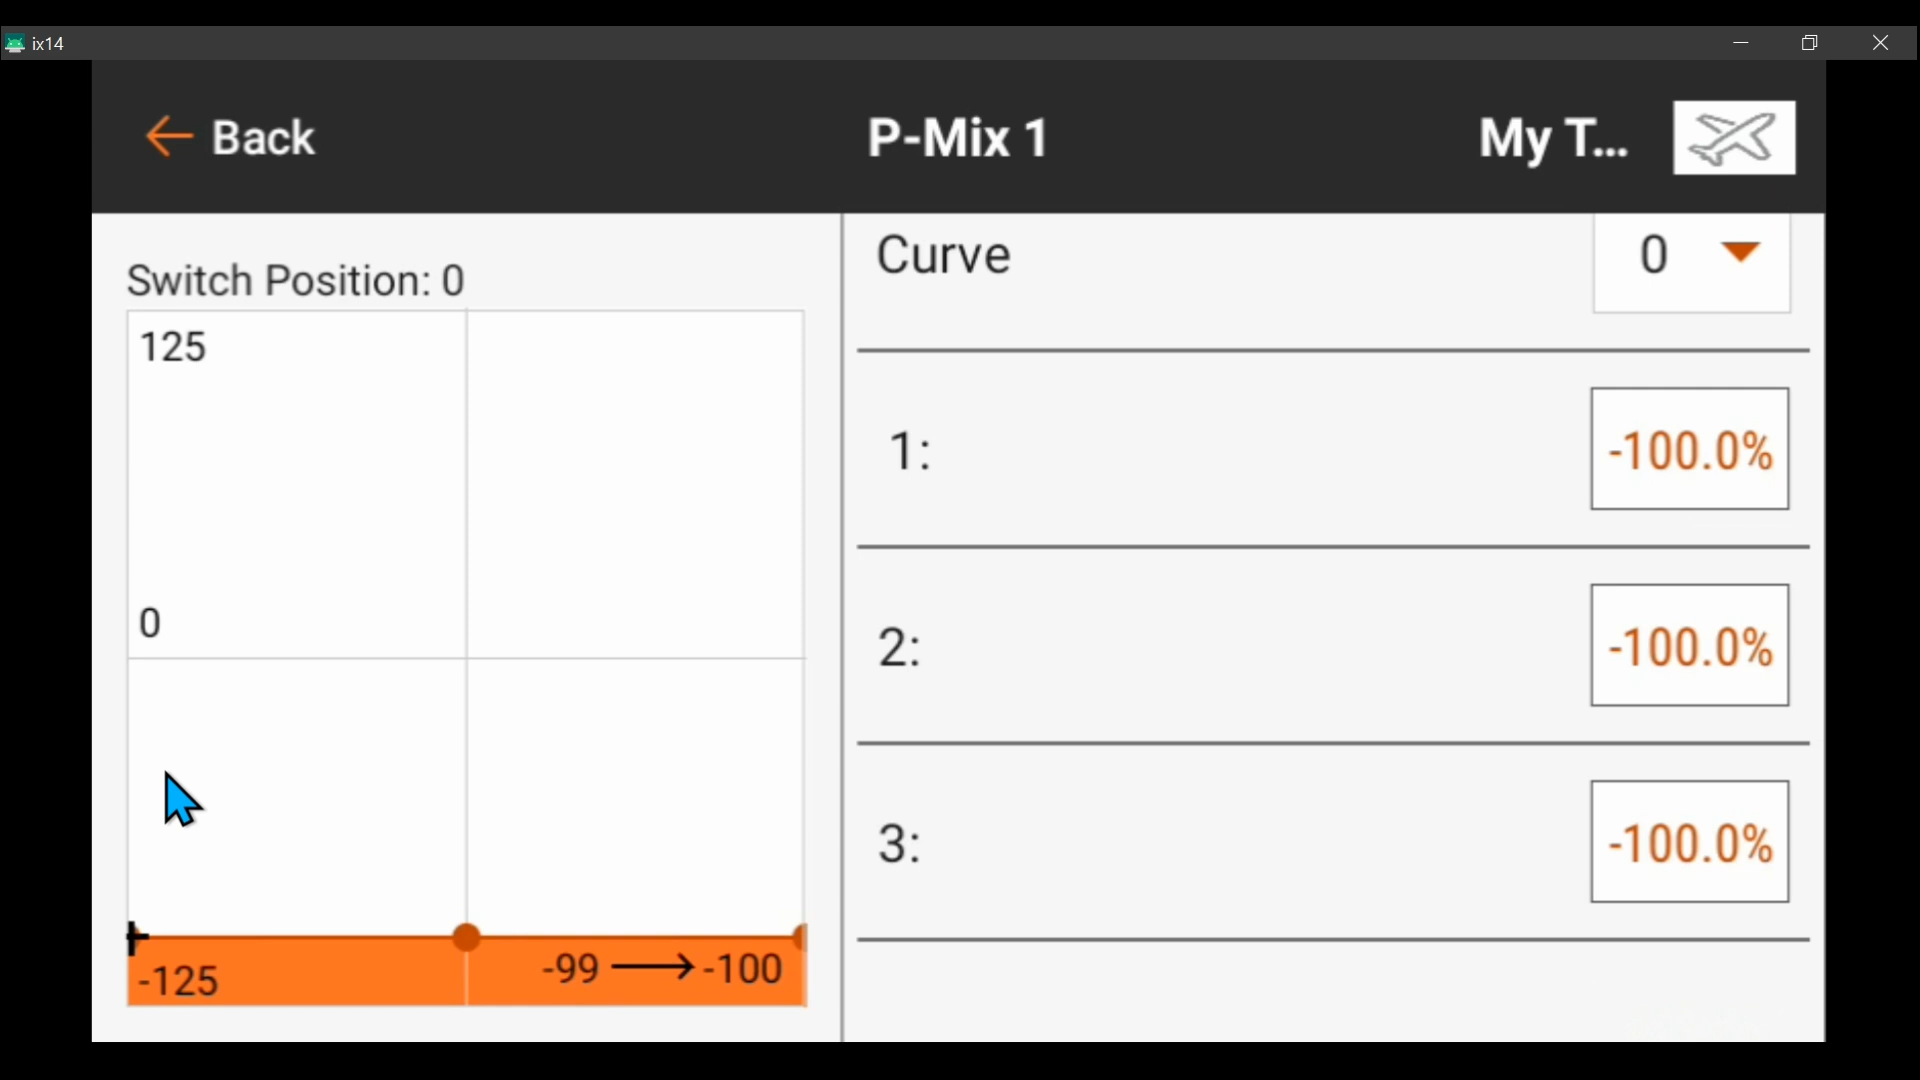 ix14
Back
P-Mix 1
My T...
Switch Position: 0
125
0
-125
-99 → -100
Curve
0
1:
-100.0%
2:
-100.0%
3:
-100.0%